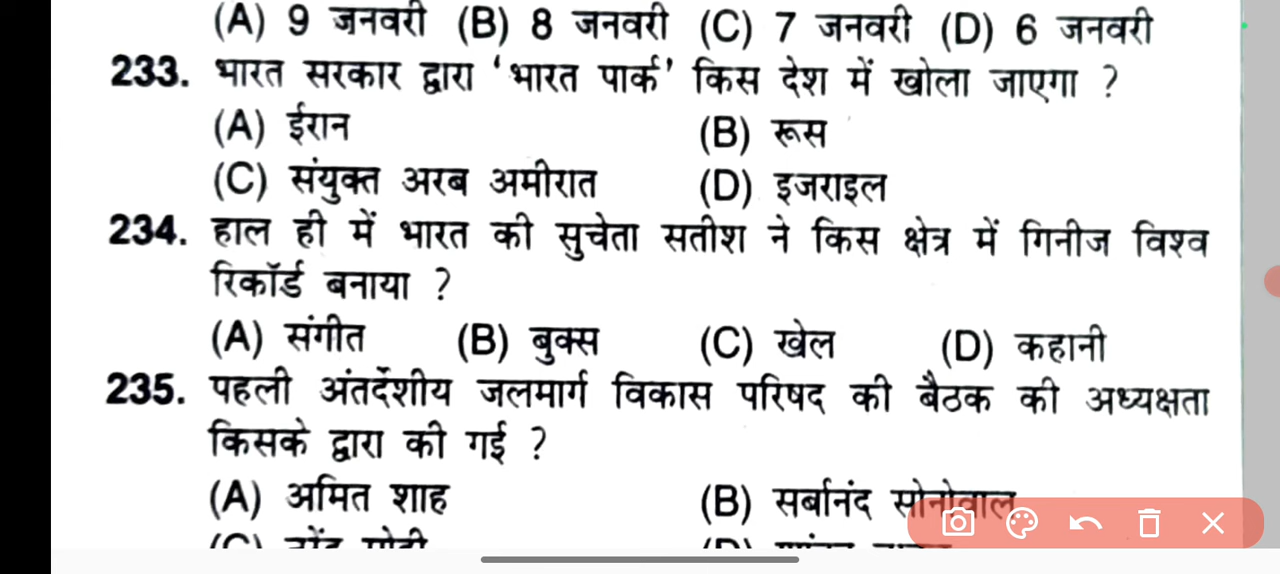 (A) 9 जनवरी (B) 8 जनवरी (C) 7 जनवरी (D) 6 जनवरी
233. भारत सरकार द्वारा 'भारत पार्क' किस देश में खोला जाएगा ?
(A) ईरान (B) रूस
(C) संयुक्त अरब अमीरात (D) इजराइल
234. हाल ही में भारत की सुचेता सतीश ने किस क्षेत्र में गिनीज विश्व
रिकॉर्ड बनाया ?
(A) संगीत (B) बुक्स (C) खेल (D) कहानी
235. पहली अंतर्देशीय जलमार्ग विकास परिषद की बैठक की अध्यक्षता
किसके द्वारा की गई ?
(A) अमित शाह (B) सर्बानंद सोनोवाल
(C) (D)